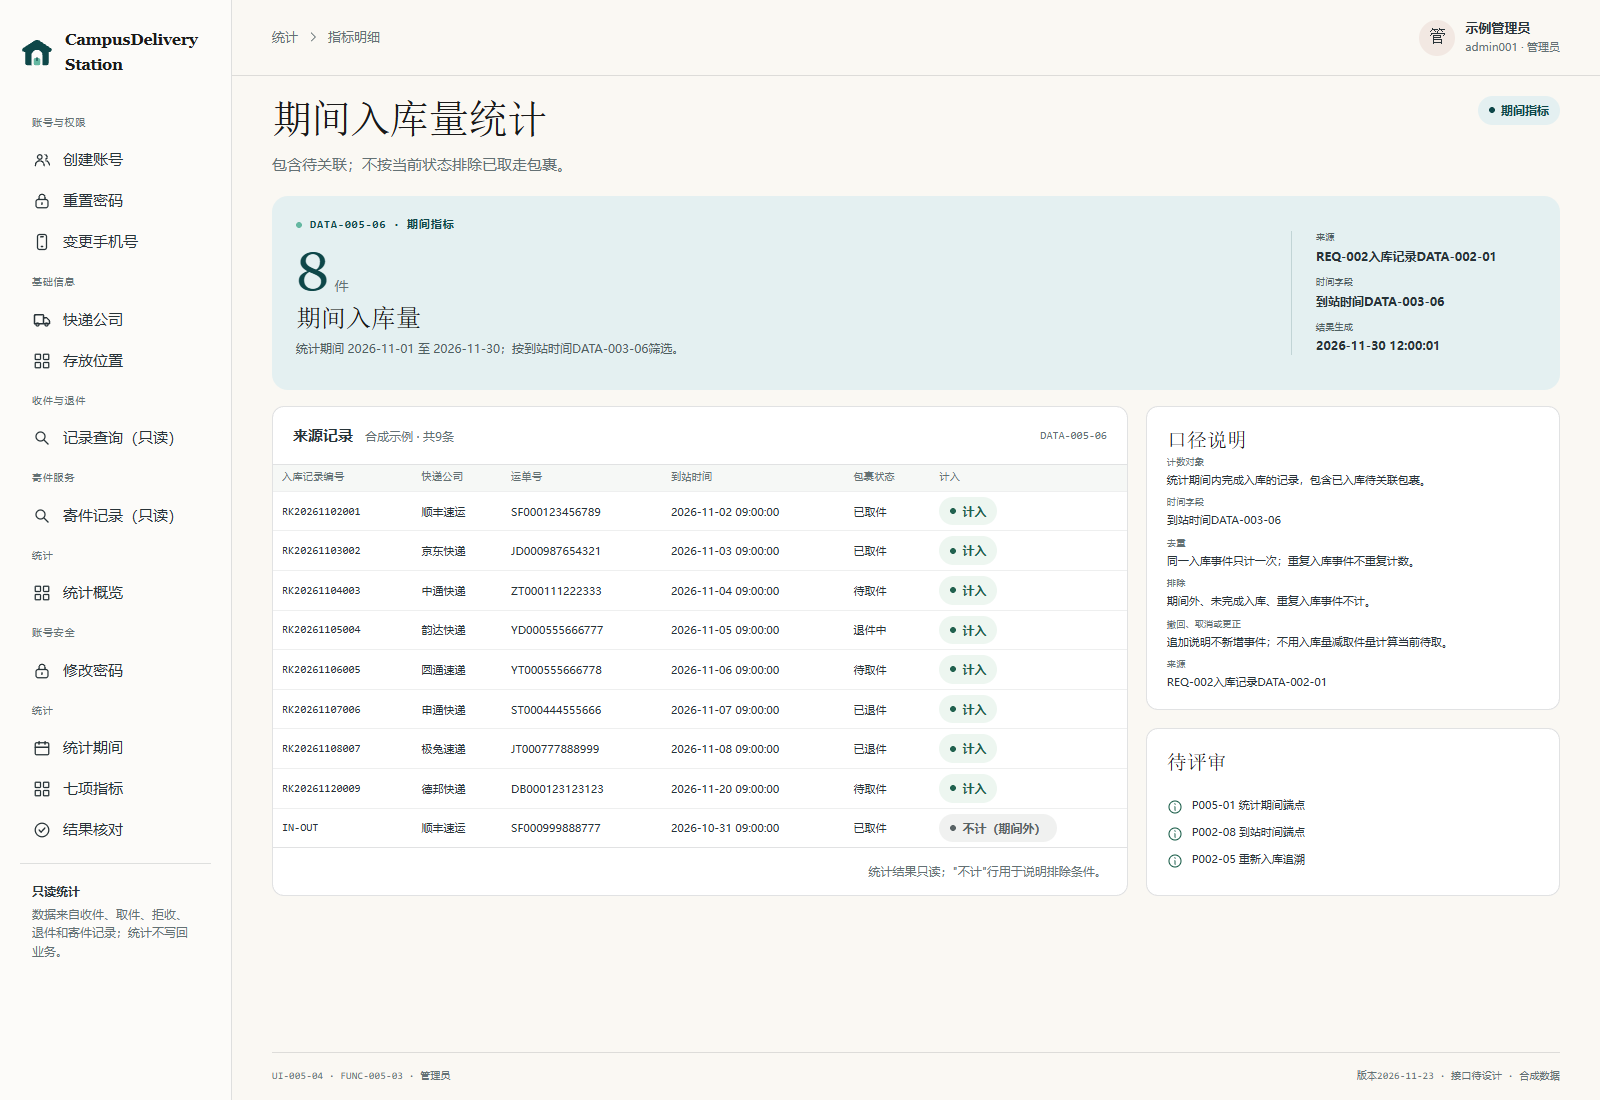 CampusDelivery
Station
账号与权限
创建账号
重置密码
变更手机号
基础信息
快递公司
存放位置
收件与退件
记录查询（只读）
寄件服务
寄件记录（只读）
统计
统计概览
账号安全
修改密码
统计
统计期间
七项指标
结果核对
只读统计
数据来自收件、取件、拒收、
退件和寄件记录；统计不写回
业务。
统计 > 指标明细
管
示例管理员
admin001 · 管理员
期间入库量统计
期间指标
包含待关联；不按当前状态排除已取走包裹。
DATA-005-06 · 期间指标
8 件
期间入库量
统计期间 2026-11-01 至 2026-11-30；按到站时间DATA-003-06筛选。
来源
REQ-002入库记录DATA-002-01
时间字段
到站时间DATA-003-06
结果生成
2026-11-30 12:00:01
来源记录 合成示例 · 共9条 DATA-005-06
入库记录编号 快递公司 运单号 到站时间 包裹状态 计入
RK20261102001 顺丰速运 SF000123456789 2026-11-02 09:00:00 已取件 计入
RK20261103002 京东快递 JD000987654321 2026-11-03 09:00:00 已取件 计入
RK20261104003 中通快递 ZT000111222333 2026-11-04 09:00:00 待取件 计入
RK20261105004 韵达快递 YD000555666777 2026-11-05 09:00:00 退件中 计入
RK20261106005 圆通速递 YT000555666778 2026-11-06 09:00:00 待取件 计入
RK20261107006 申通快递 ST000444555666 2026-11-07 09:00:00 已退件 计入
RK20261108007 极兔速递 JT000777888999 2026-11-08 09:00:00 已退件 计入
RK20261120009 德邦快递 DB000123123123 2026-11-20 09:00:00 待取件 计入
IN-OUT 顺丰速运 SF000999888777 2026-10-31 09:00:00 已取件 不计（期间外）
统计结果只读；"不计"行用于说明排除条件。
口径说明
计数对象
统计期间内完成入库的记录，包含已入库待关联包裹。
时间字段
到站时间DATA-003-06
去重
同一入库事件只计一次；重复入库事件不重复计数。
排除
期间外、未完成入库、重复入库事件不计。
撤回、取消或更正
追加说明不新增事件；不用入库量减取件量计算当前待取。
来源
REQ-002入库记录DATA-002-01
待评审
P005-01 统计期间端点
P002-08 到站时间端点
P002-05 重新入库追溯
UI-005-04 · FUNC-005-03 · 管理员
版本2026-11-23 · 接口待设计 · 合成数据